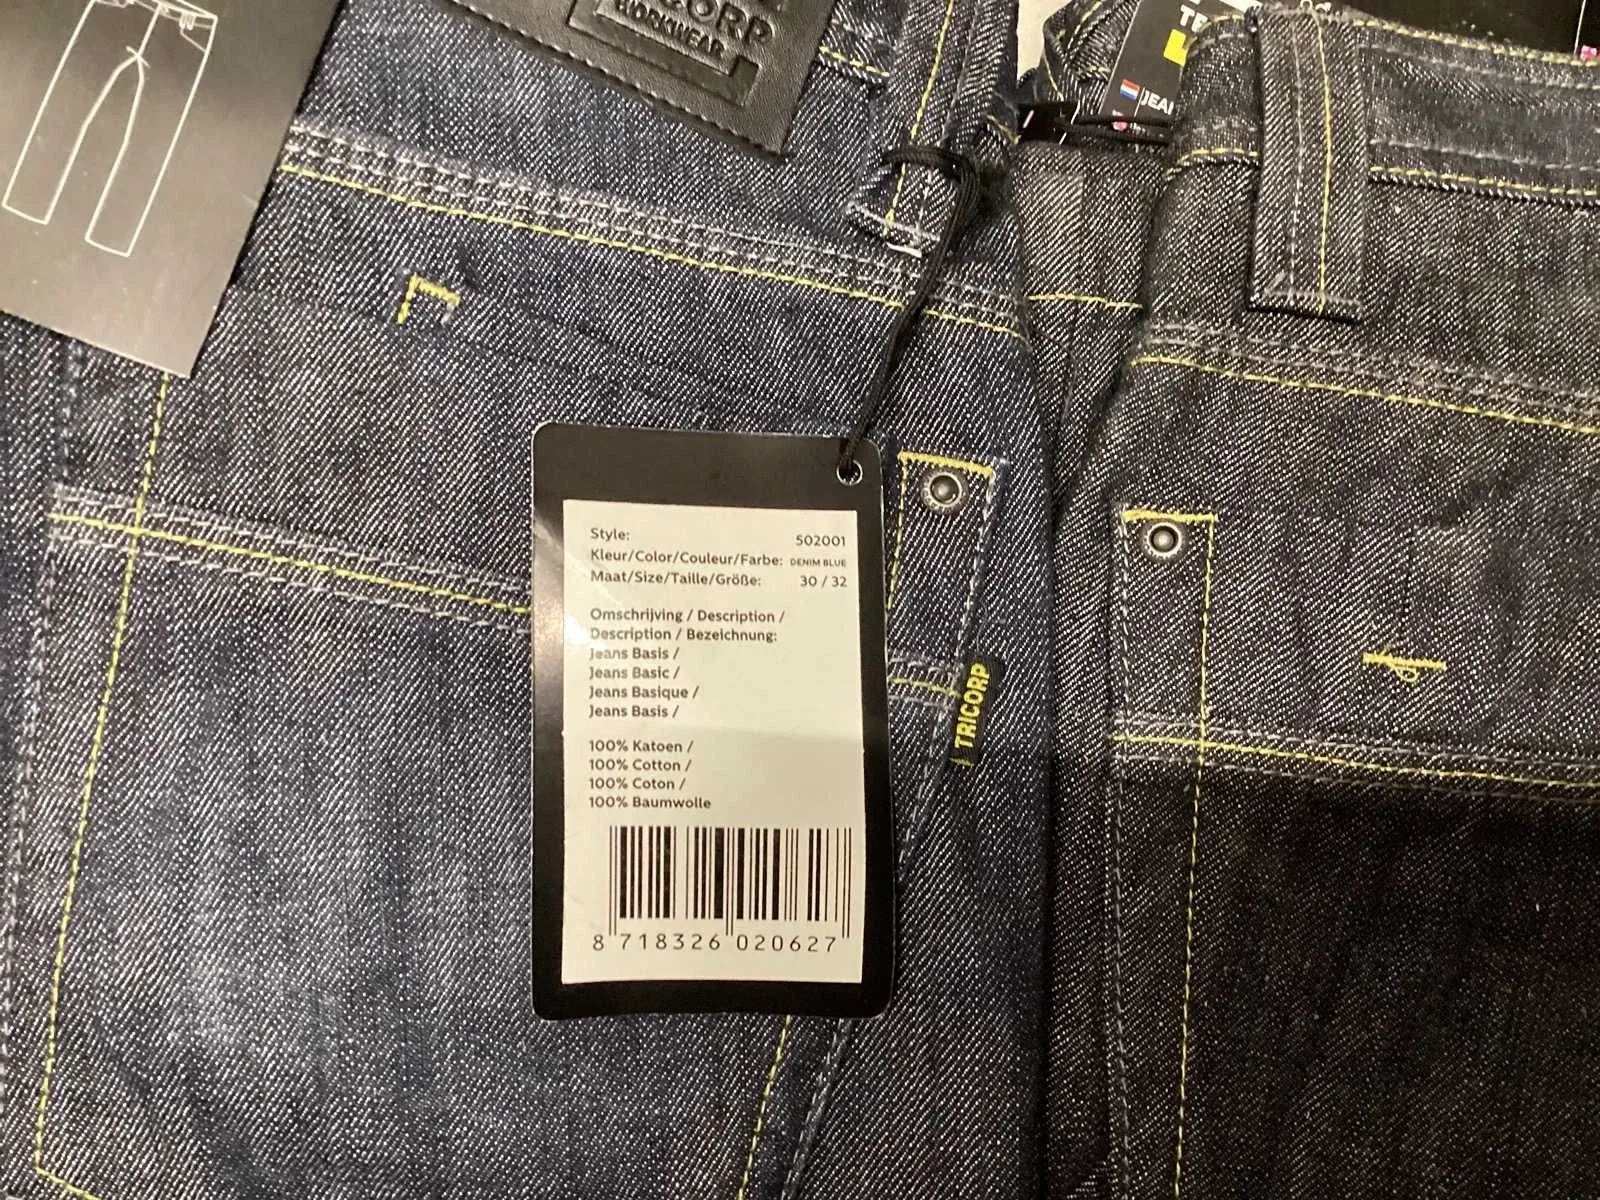 WORKWEAR
JEA
Style: 502001
Kleur/Color/Couleur/Farbe: DENIM BLUE
Maat/Size/Taille/Größe: 30 / 32
Omschrijving / Description /
Description / Bezeichnung:
Jeans Basis /
Jeans Basic /
Jeans Basique /
Jeans Basis /
100% Katoen /
100% Cotton /
100% Coton /
100% Baumwolle
8 718326 020627
TRICORP